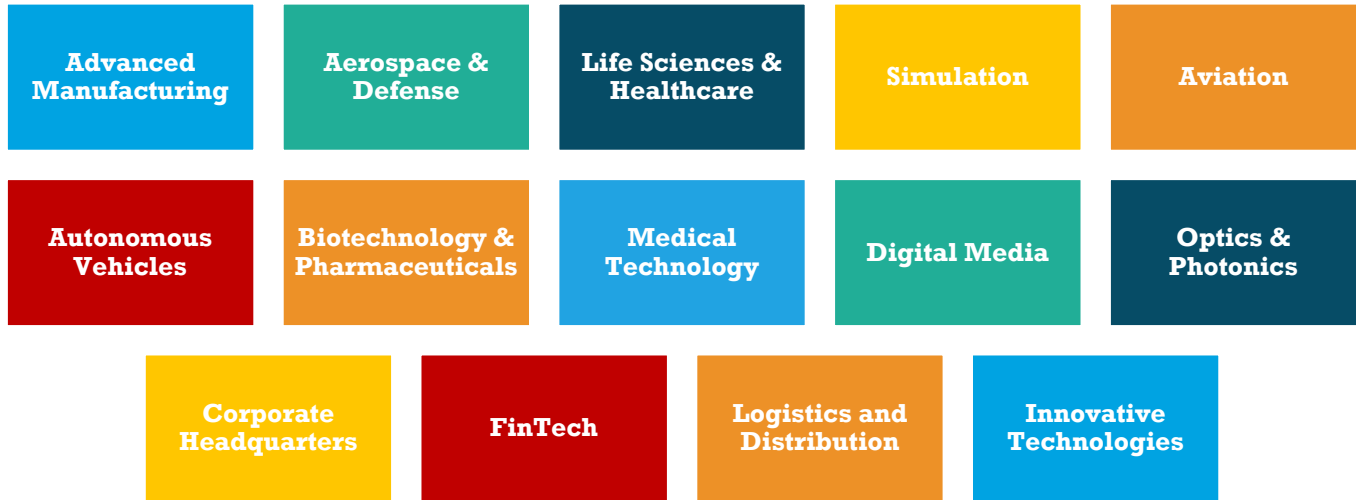 Advanced
Manufacturing
Aerospace &
Defense
Life Sciences &
Healthcare
Simulation
Aviation
Autonomous
Vehicles
Biotechnology &
Pharmaceuticals
Medical
Technology
Digital Media
Optics &
Photonics
Corporate
Headquarters
FinTech
Logistics and
Distribution
Innovative
Technologies